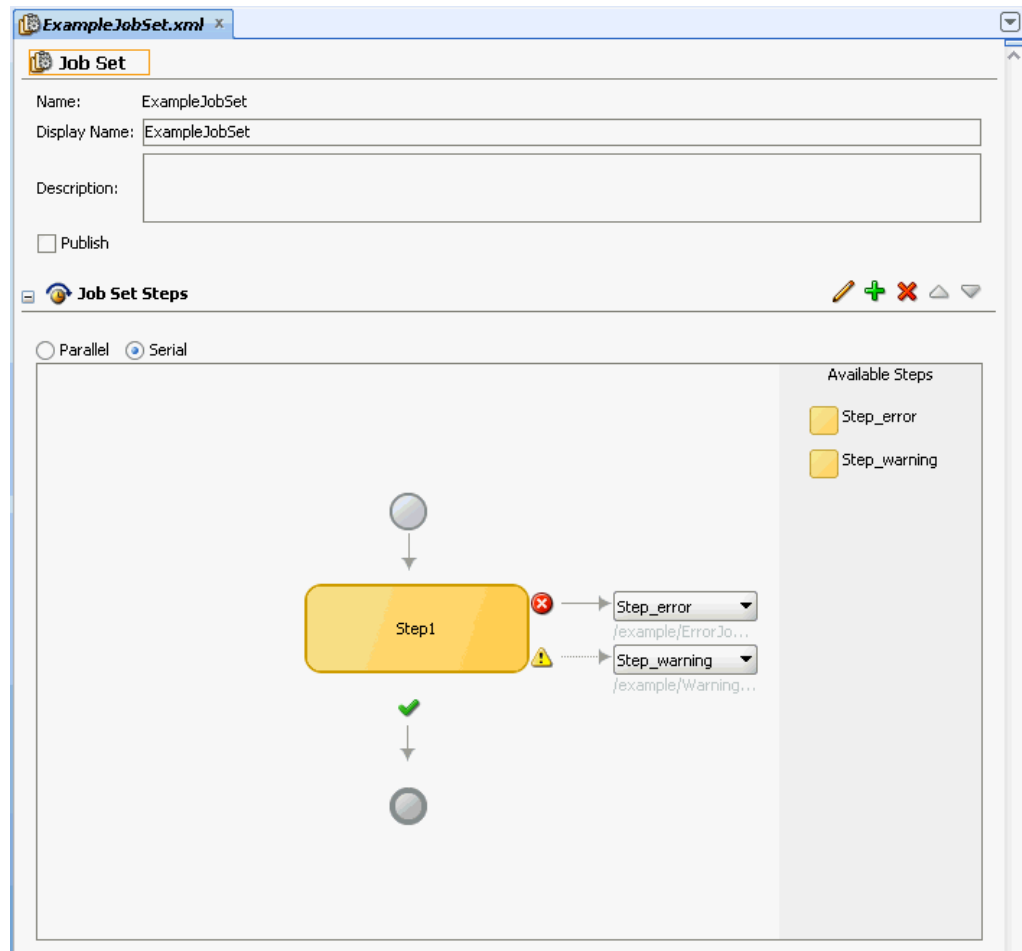 ExampleJobSet.xml
Job Set
Name: ExampleJobSet
Display Name: ExampleJobSet
Description:
Publish
Job Set Steps
Parallel Serial
Available Steps
Step_error
Step_warning
Step1
Step_error
/example/ErrorJo...
Step_warning
/example/Warning...